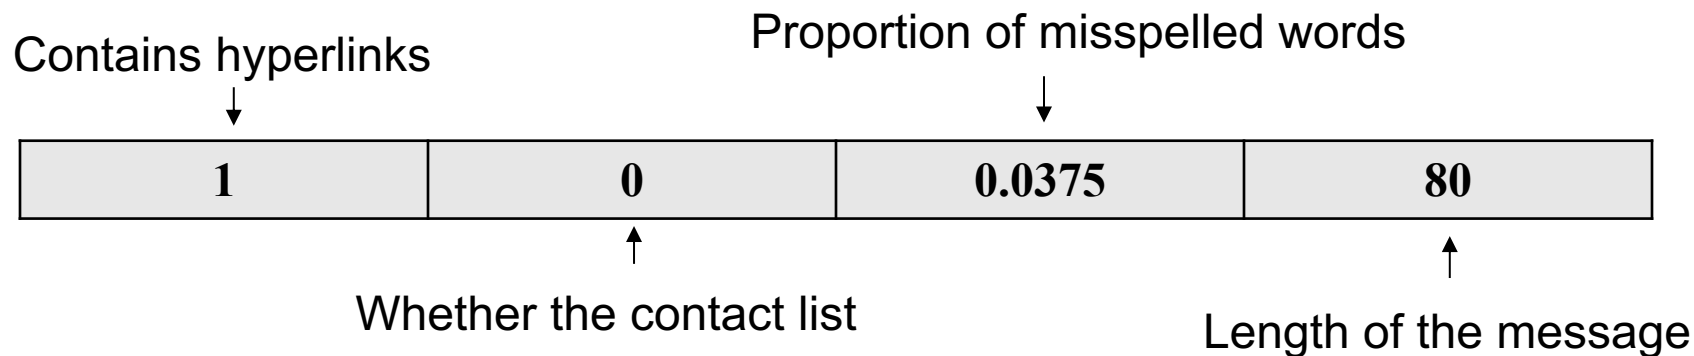 Proportion of misspelled words
Contains hyperlinks
1 0 0.0375 80
Whether the contact list
Length of the message